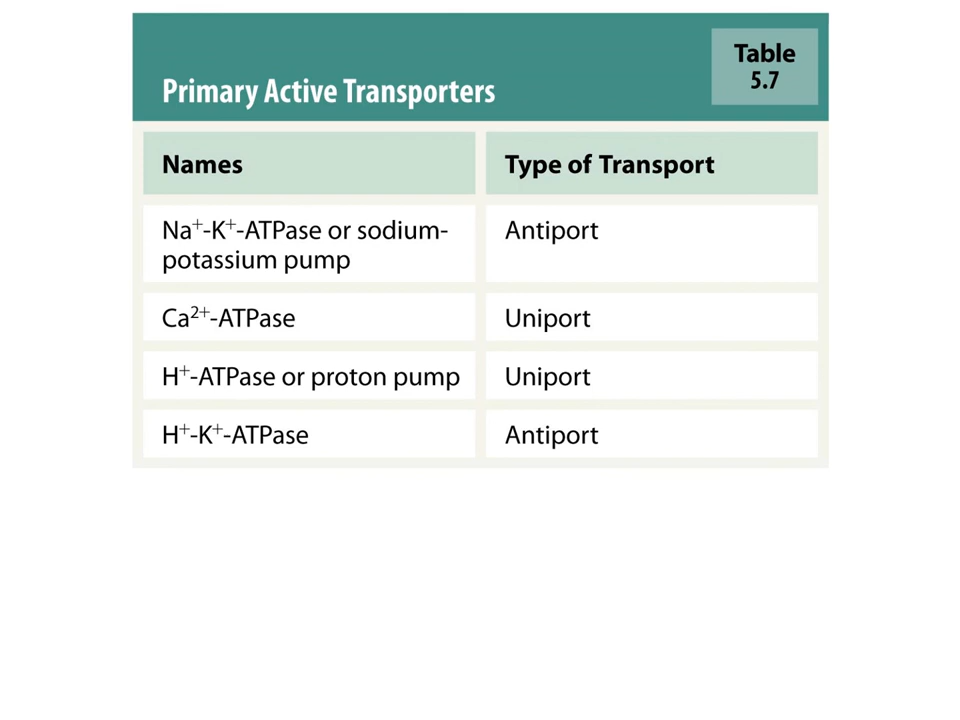 Primary Active Transporters
Table
5.7
Names
Type of Transport
Na⁺-K⁺-ATPase or sodium-
potassium pump
Antiport
Ca²⁺-ATPase
Uniport
H⁺-ATPase or proton pump
Uniport
H⁺-K⁺-ATPase
Antiport